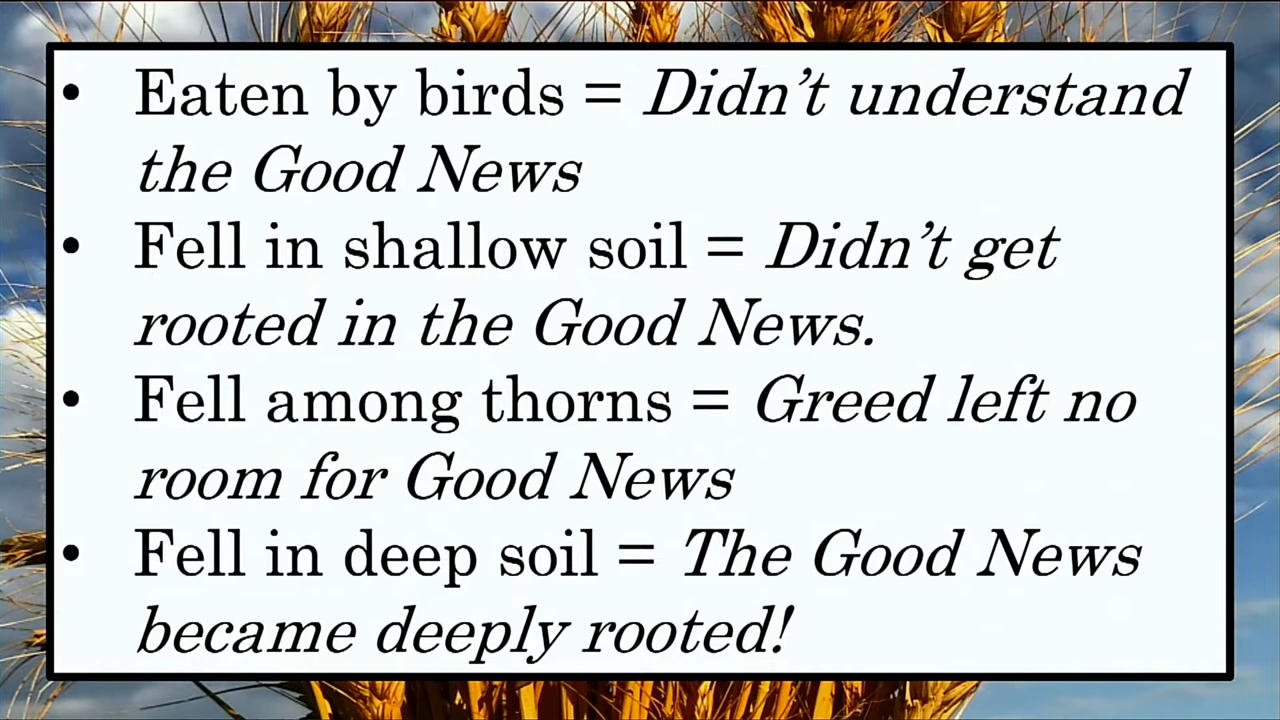 • Eaten by birds = Didn’t understand
the Good News
• Fell in shallow soil = Didn’t get
rooted in the Good News.
• Fell among thorns = Greed left no
room for Good News
• Fell in deep soil = The Good News
became deeply rooted!